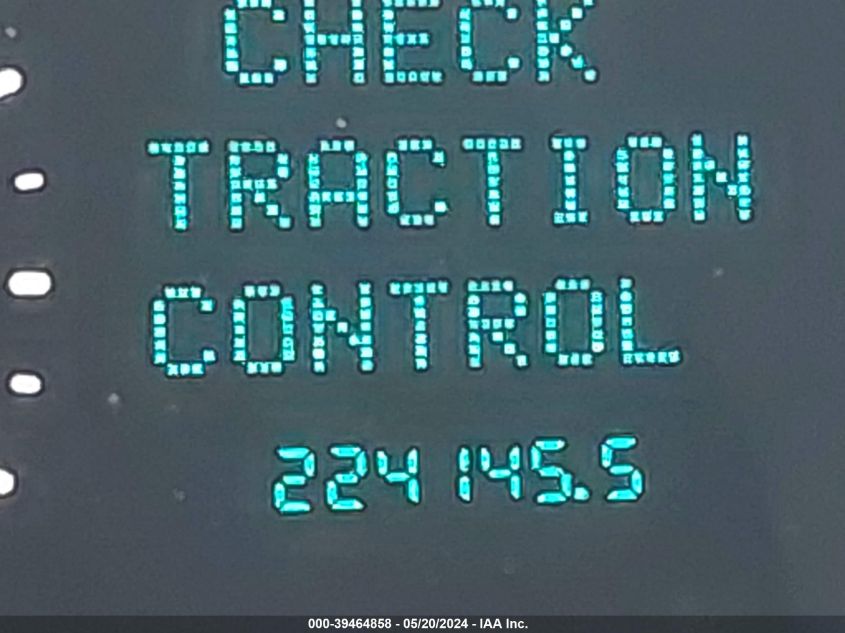 CHECK
TRACTION
CONTROL
224 145.5
000-39464858 - 05/20/2024 - IAA Inc.